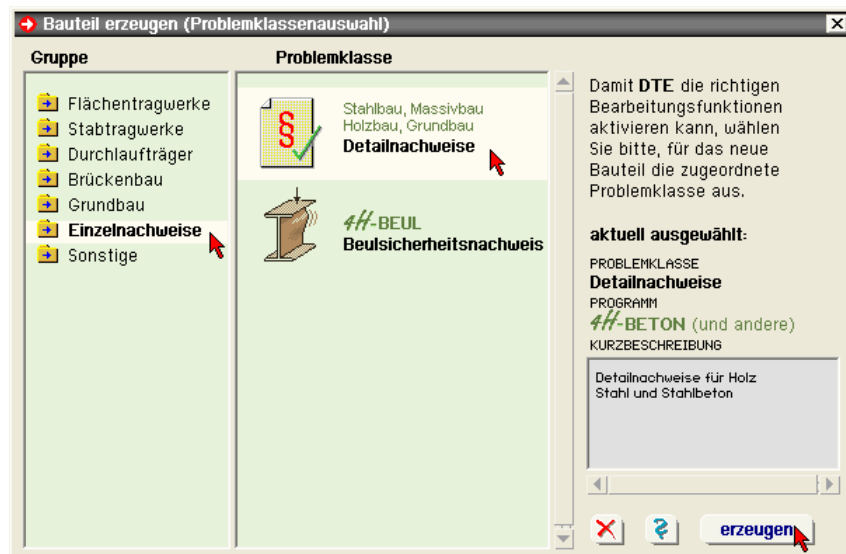 Bauteil erzeugen (Problemklassenauswahl)
Gruppe
Problemklasse
Flächentragwerke
Stabtragwerke
Durchlaufträger
Brückenbau
Grundbau
Einzelnachweise
Sonstige
§
Stahlbau, Massivbau
Holzbau, Grundbau
Detailnachweise
4H-BEUL
Beulsicherheitsnachweis
Damit DTE die richtigen
Bearbeitungsfunktionen
aktivieren kann, wählen
Sie bitte, für das neue
Bauteil die zugeordnete
Problemklasse aus.
aktuell ausgewählt:
PROBLEMKLASSE
Detailnachweise
PROGRAMM
4H-BETON (und andere)
KURZBESCHREIBUNG
Detailnachweise für Holz
Stahl und Stahlbeton
erzeugen